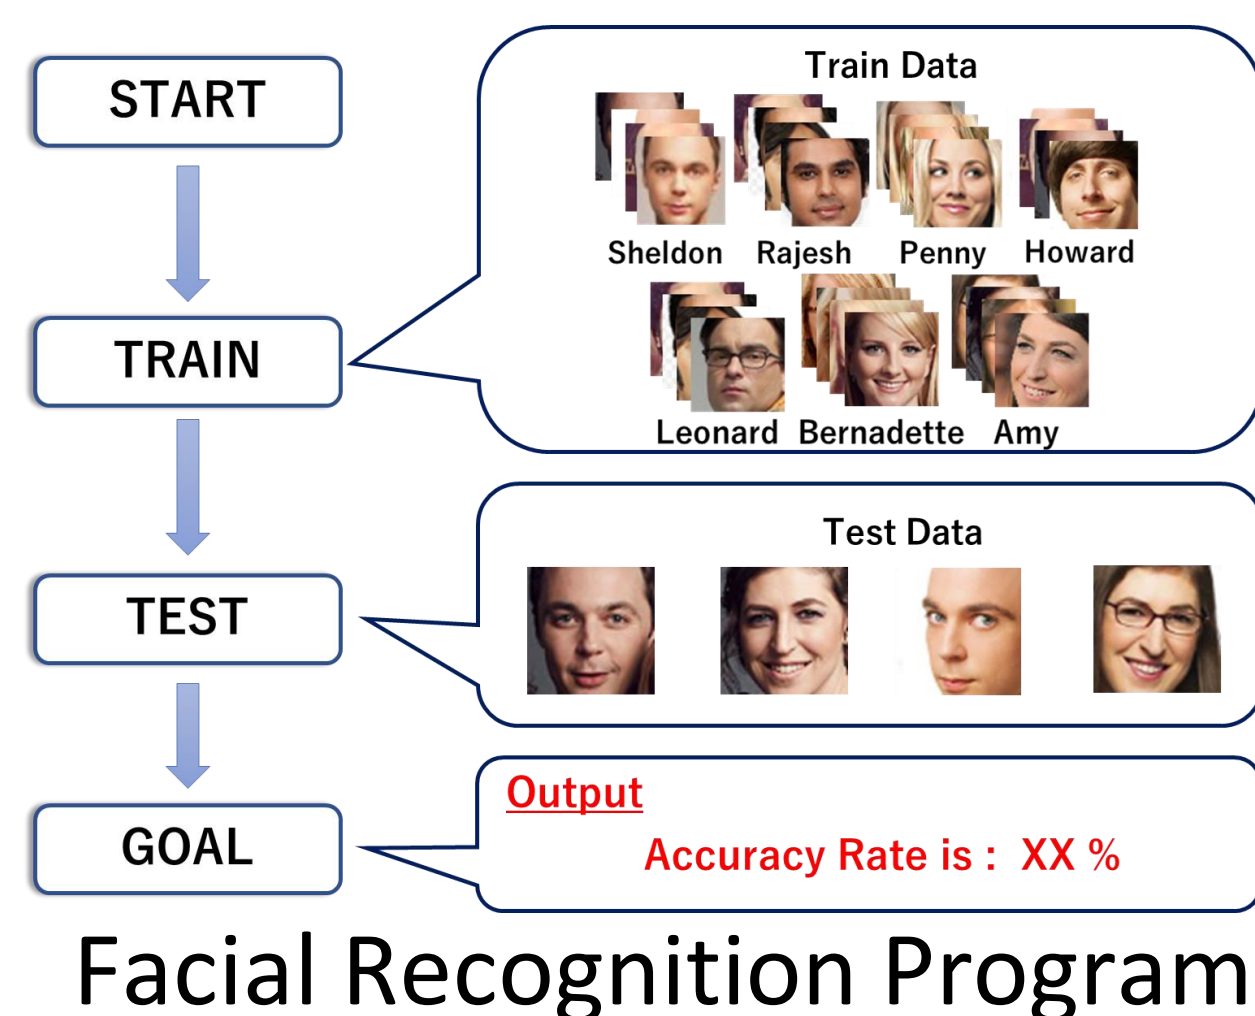 START
TRAIN
TEST
GOAL
Train Data
Sheldon Rajesh Penny Howard
Leonard Bernadette Amy
Test Data
Output
Accuracy Rate is : XX %
Facial Recognition Program